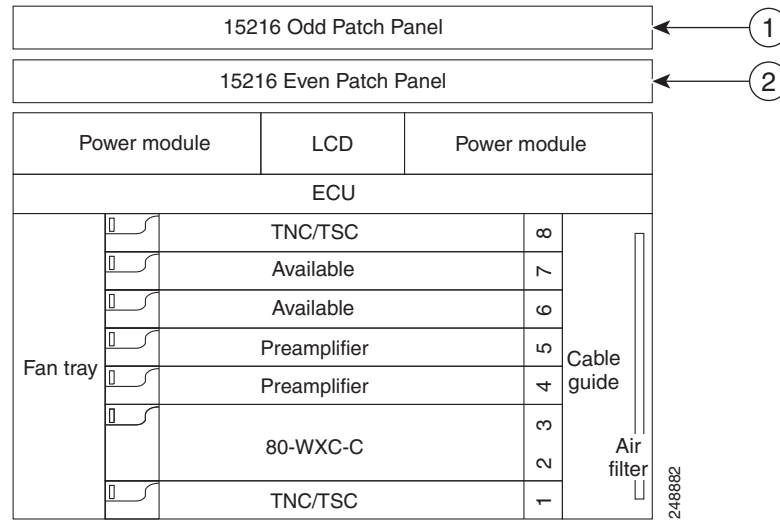 15216 Odd Patch Panel 1
15216 Even Patch Panel 2
Power module LCD Power module
ECU
TNC/TSC 8
Available 7
Available 6
Preamplifier 5
Fan tray
Cable
guide
Preamplifier 4
3
80-WXC-C
2
Air
filter
TNC/TSC 1
248882